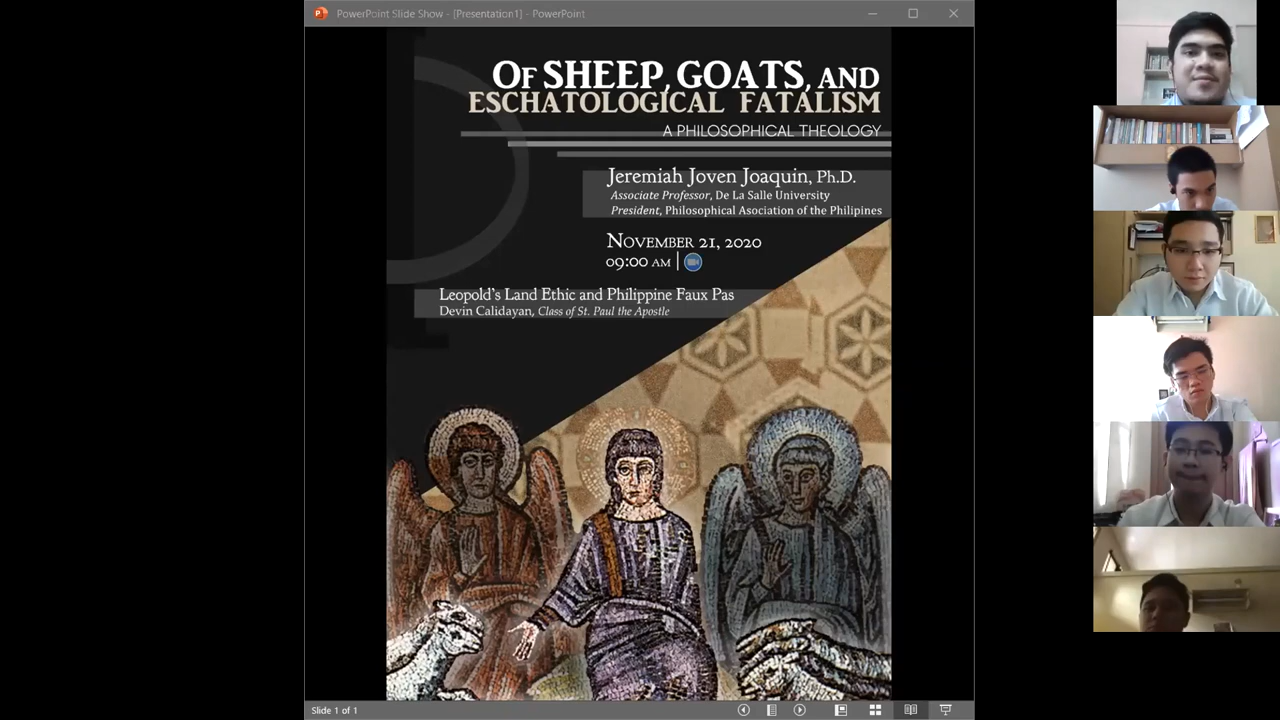 PowerPoint Slide Show - [Presentation1] - PowerPoint
OF SHEEP, GOATS, AND
ESCHATOLOGICAL FATALISM
A PHILOSOPHICAL THEOLOGY
Jeremiah Joven Joaquin, Ph.D.
Associate Professor, De La Salle University
President, Philosophical Asociation of the Philipines
November 21, 2020
09:00 AM |
Leopold's Land Ethic and Philippine Faux Pas
Devin Calidayan, Class of St. Paul the Apostle
Slide 1 of 1